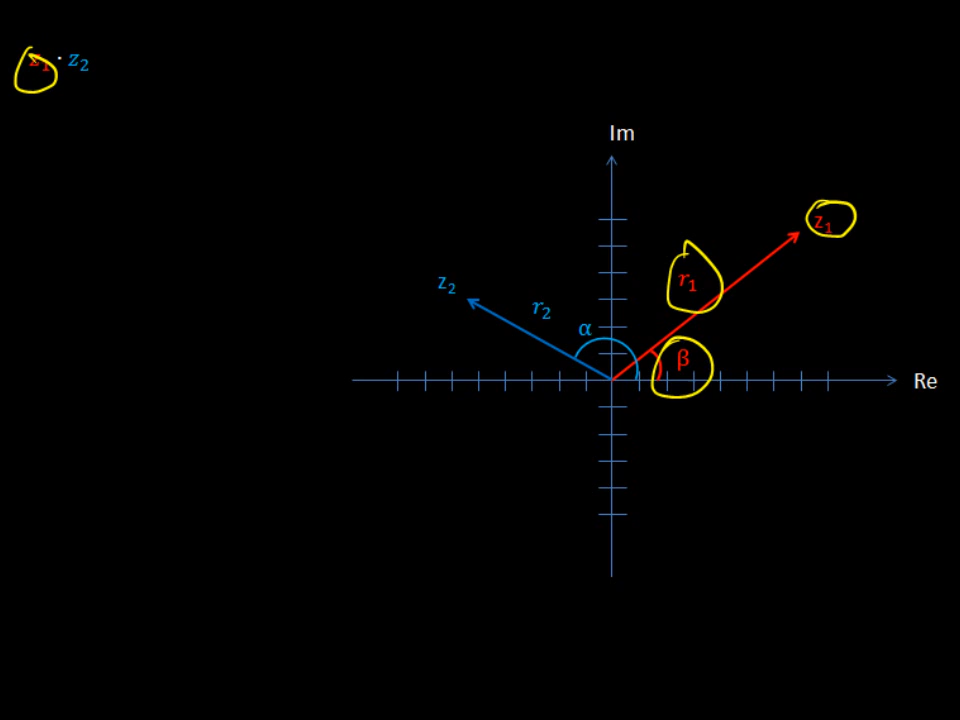 z₁ · z₂
Im
z₁
z₂
r₁
r₂
α
β
Re